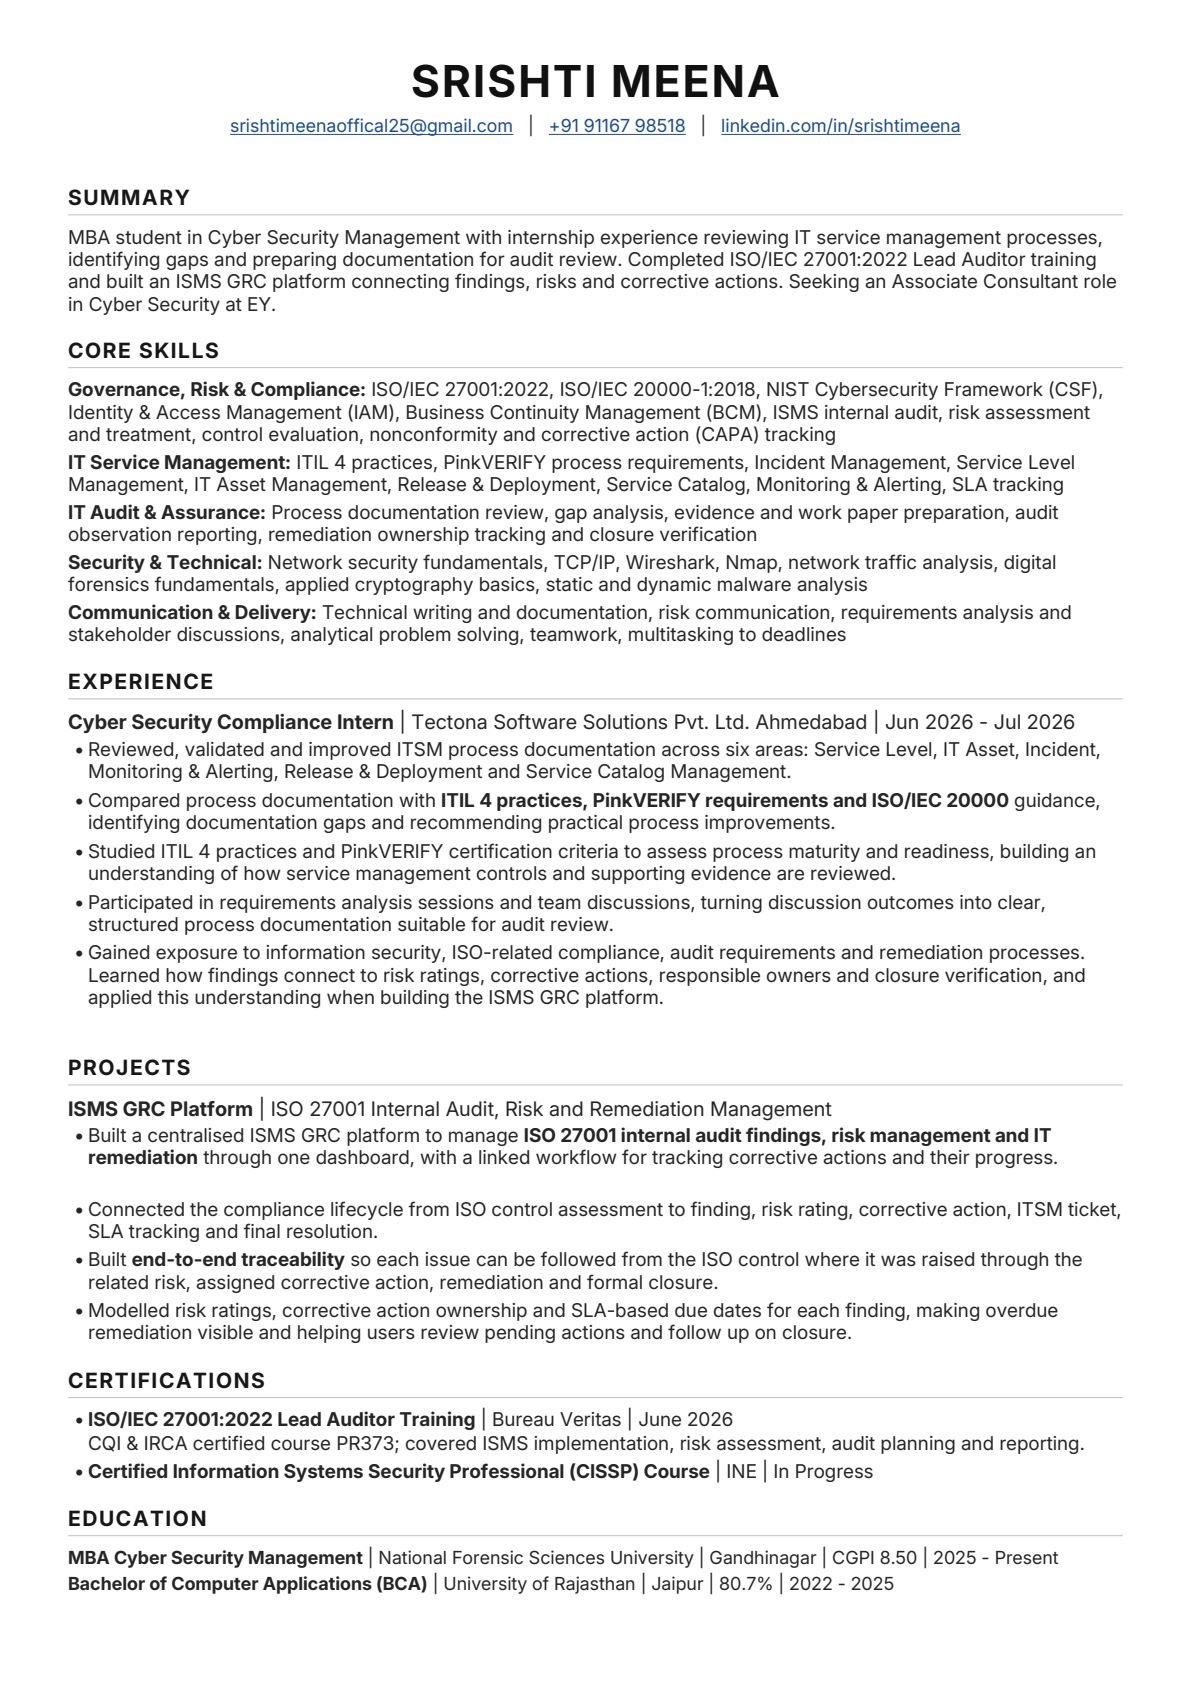 SRISHTI MEENA
srishtimeenaoffical25@gmail.com | +91 91167 98518 | linkedin.com/in/srishtimeena
SUMMARY
MBA student in Cyber Security Management with internship experience reviewing IT service management processes,
identifying gaps and preparing documentation for audit review. Completed ISO/IEC 27001:2022 Lead Auditor training
and built an ISMS GRC platform connecting findings, risks and corrective actions. Seeking an Associate Consultant role
in Cyber Security at EY.
CORE SKILLS
Governance, Risk & Compliance: ISO/IEC 27001:2022, ISO/IEC 20000-1:2018, NIST Cybersecurity Framework (CSF),
Identity & Access Management (IAM), Business Continuity Management (BCM), ISMS internal audit, risk assessment
and treatment, control evaluation, nonconformity and corrective action (CAPA) tracking
IT Service Management: ITIL 4 practices, PinkVERIFY process requirements, Incident Management, Service Level
Management, IT Asset Management, Release & Deployment, Service Catalog, Monitoring & Alerting, SLA tracking
IT Audit & Assurance: Process documentation review, gap analysis, evidence and work paper preparation, audit
observation reporting, remediation ownership tracking and closure verification
Security & Technical: Network security fundamentals, TCP/IP, Wireshark, Nmap, network traffic analysis, digital
forensics fundamentals, applied cryptography basics, static and dynamic malware analysis
Communication & Delivery: Technical writing and documentation, risk communication, requirements analysis and
stakeholder discussions, analytical problem solving, teamwork, multitasking to deadlines
EXPERIENCE
Cyber Security Compliance Intern | Tectona Software Solutions Pvt. Ltd. Ahmedabad | Jun 2026 - Jul 2026
• Reviewed, validated and improved ITSM process documentation across six areas: Service Level, IT Asset, Incident,
Monitoring & Alerting, Release & Deployment and Service Catalog Management.
• Compared process documentation with ITIL 4 practices, PinkVERIFY requirements and ISO/IEC 20000 guidance,
identifying documentation gaps and recommending practical process improvements.
• Studied ITIL 4 practices and PinkVERIFY certification criteria to assess process maturity and readiness, building an
understanding of how service management controls and supporting evidence are reviewed.
• Participated in requirements analysis sessions and team discussions, turning discussion outcomes into clear,
structured process documentation suitable for audit review.
• Gained exposure to information security, ISO-related compliance, audit requirements and remediation processes.
Learned how findings connect to risk ratings, corrective actions, responsible owners and closure verification, and
applied this understanding when building the ISMS GRC platform.
PROJECTS
ISMS GRC Platform | ISO 27001 Internal Audit, Risk and Remediation Management
• Built a centralised ISMS GRC platform to manage ISO 27001 internal audit findings, risk management and IT
remediation through one dashboard, with a linked workflow for tracking corrective actions and their progress.
• Connected the compliance lifecycle from ISO control assessment to finding, risk rating, corrective action, ITSM ticket,
SLA tracking and final resolution.
• Built end-to-end traceability so each issue can be followed from the ISO control where it was raised through the
related risk, assigned corrective action, remediation and formal closure.
• Modelled risk ratings, corrective action ownership and SLA-based due dates for each finding, making overdue
remediation visible and helping users review pending actions and follow up on closure.
CERTIFICATIONS
• ISO/IEC 27001:2022 Lead Auditor Training | Bureau Veritas | June 2026
CQI & IRCA certified course PR373; covered ISMS implementation, risk assessment, audit planning and reporting.
• Certified Information Systems Security Professional (CISSP) Course | INE | In Progress
EDUCATION
MBA Cyber Security Management | National Forensic Sciences University | Gandhinagar | CGPI 8.50 | 2025 - Present
Bachelor of Computer Applications (BCA) | University of Rajasthan | Jaipur | 80.7% | 2022 - 2025